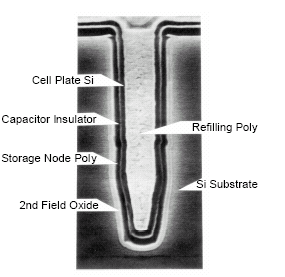 Cell Plate Si
Capacitor Insulator
Refilling Poly
Storage Node Poly
Si Substrate
2nd Field Oxide